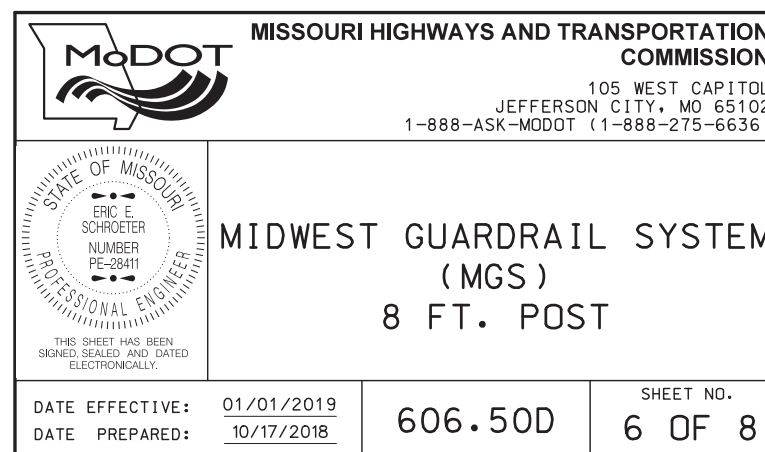 MoDOT
MISSOURI HIGHWAYS AND TRANSPORTATION
COMMISSION
105 WEST CAPITOL
JEFFERSON CITY, MO 65102
1-888-ASK-MODOT (1-888-275-6636
STATE OF MISSOURI
ERIC E.
SCHROETER
NUMBER
PE-28411
PROFESSIONAL ENGINEER
THIS SHEET HAS BEEN
SIGNED, SEALED AND DATED
ELECTRONICALLY.
MIDWEST GUARDRAIL SYSTEM
(MGS)
8 FT. POST
DATE EFFECTIVE: 01/01/2019
DATE PREPARED: 10/17/2018
606.50D
SHEET NO.
6 OF 8